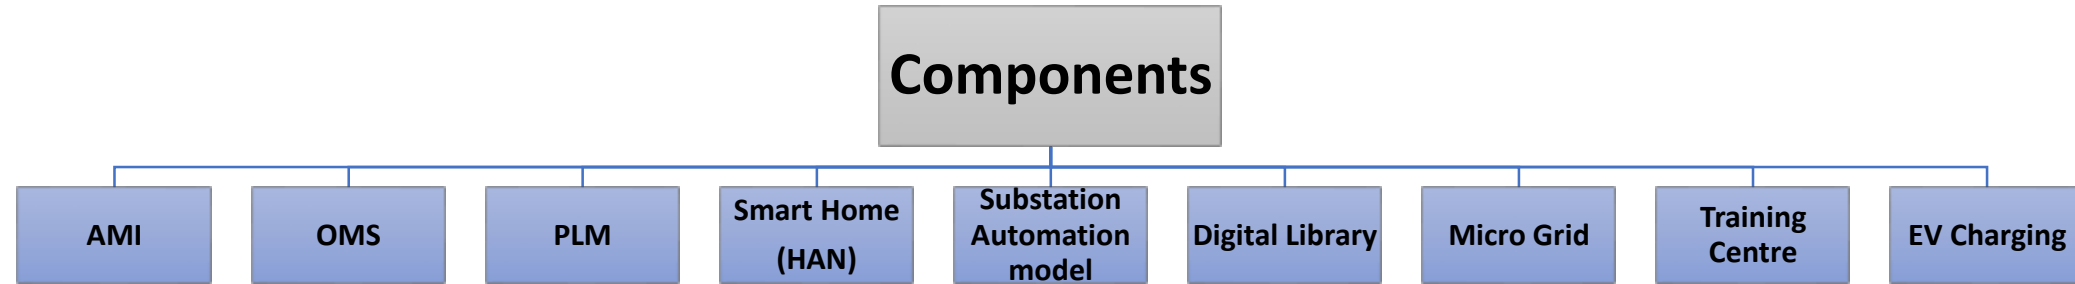 Components
AMI
OMS
PLM
Smart Home
(HAN)
Substation
Automation
model
Digital Library
Micro Grid
Training
Centre
EV Charging